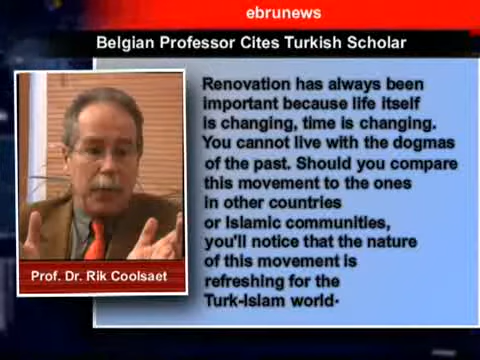 ebrunews
Belgian Professor Cites Turkish Scholar
Renovation has always been
important because life itself
is changing, time is changing.
You cannot live with the dogmas
of the past. Should you compare
this movement to the ones
in other countries
or Islamic communities,
you'll notice that the nature
of this movement is
refreshing for the
Turk-Islam world.
Prof. Dr. Rik Coolsaet